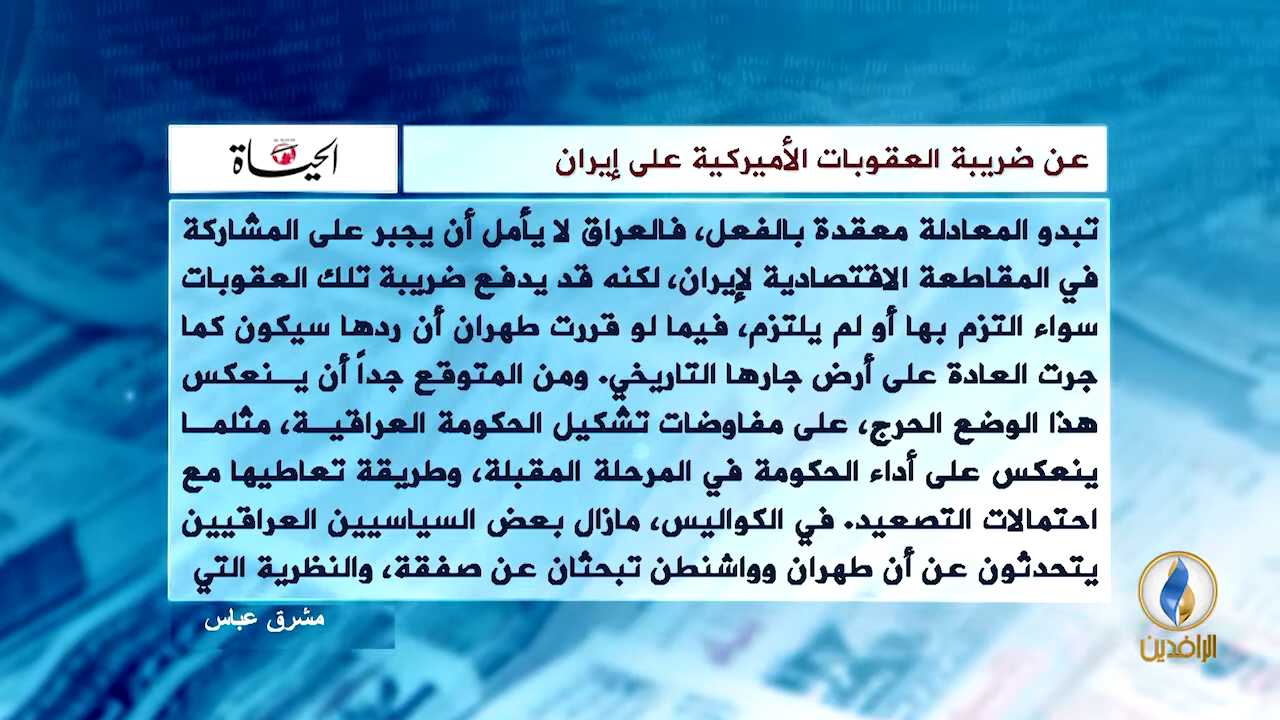 الحياة
عن ضريبة العقوبات الأميركية على إيران
تبدو المعادلة معقدة بالفعل، فالعراق لا يأمل أن يجبر على المشاركة
في المقاطعة الاقتصادية لإيران، لكنه قد يدفع ضريبة تلك العقوبات
سواء التزم بها أو لم يلتزم، فيما لو قررت طهران أن ردها سيكون كما
جرت العادة على أرض جارها التاريخي. ومن المتوقع جداً أن يـنعكس
هذا الوضع الحرج، على مفاوضات تشكيل الحكومة العراقيـة، مثلمـا
ينعكس على أداء الحكومة في المرحلة المقبلة، وطريقة تعاطيها مع
احتمالات التصعيد. في الكواليس، مازال بعض السياسيين العراقيين
يتحدثون عن أن طهران وواشنطن تبحثان عن صفقة، والنظرية التي
مشرق عباس
الرافدين